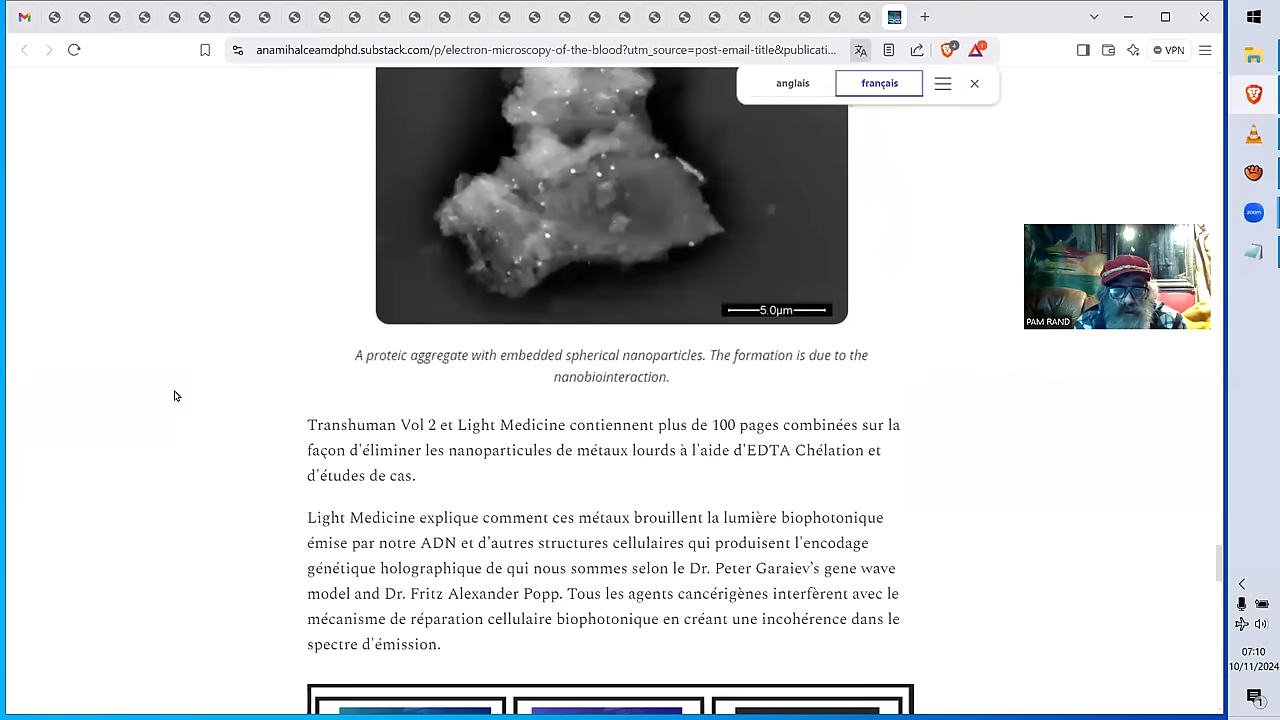 anamihalceamdphd.substack.com/p/electron-microscopy-of-the-blood?utm_source=post-email-title&publicati...
4
1
VPN
anglais
français
5.0µm
PAM RAND
zoom
A proteic aggregate with embedded spherical nanoparticles. The formation is due to the
nanobiointeraction.
Transhuman Vol 2 et Light Medicine contiennent plus de 100 pages combinées sur la
façon d'éliminer les nanoparticules de métaux lourds à l'aide d'EDTA Chélation et
d'études de cas.
Light Medicine explique comment ces métaux brouillent la lumière biophotonique
émise par notre ADN et d'autres structures cellulaires qui produisent l'encodage
génétique holographique de qui nous sommes selon le Dr. Peter Garaiev’s gene wave
model and Dr. Fritz Alexander Popp. Tous les agents cancérigènes interfèrent avec le
mécanisme de réparation cellulaire biophotonique en créant une incohérence dans le
spectre d'émission.
07:10
10/11/2024